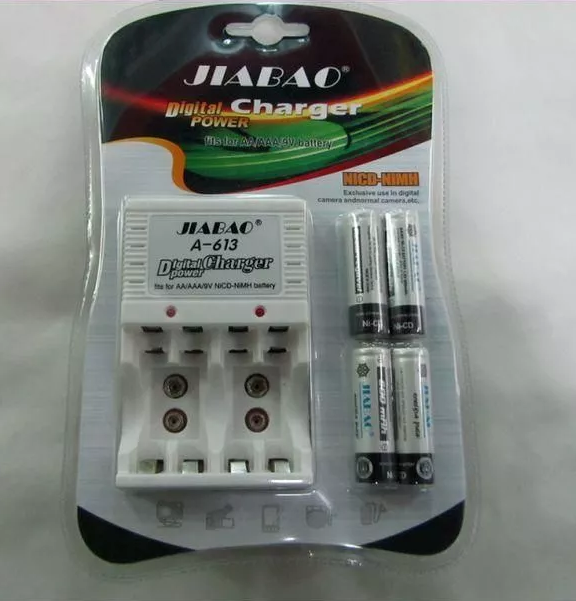 JIABAO®
Digital Charger
POWER
fits for AA/AAA/9V battery
NICD-NIMH
Exclusive use in digital
camera andnormal camera,etc.
JIABAO®
A-613
Digital Charger
power
fits for AA/AAA/9V NiCD-NiMH battery
Ni-CD
Ni-CD
JIABAO